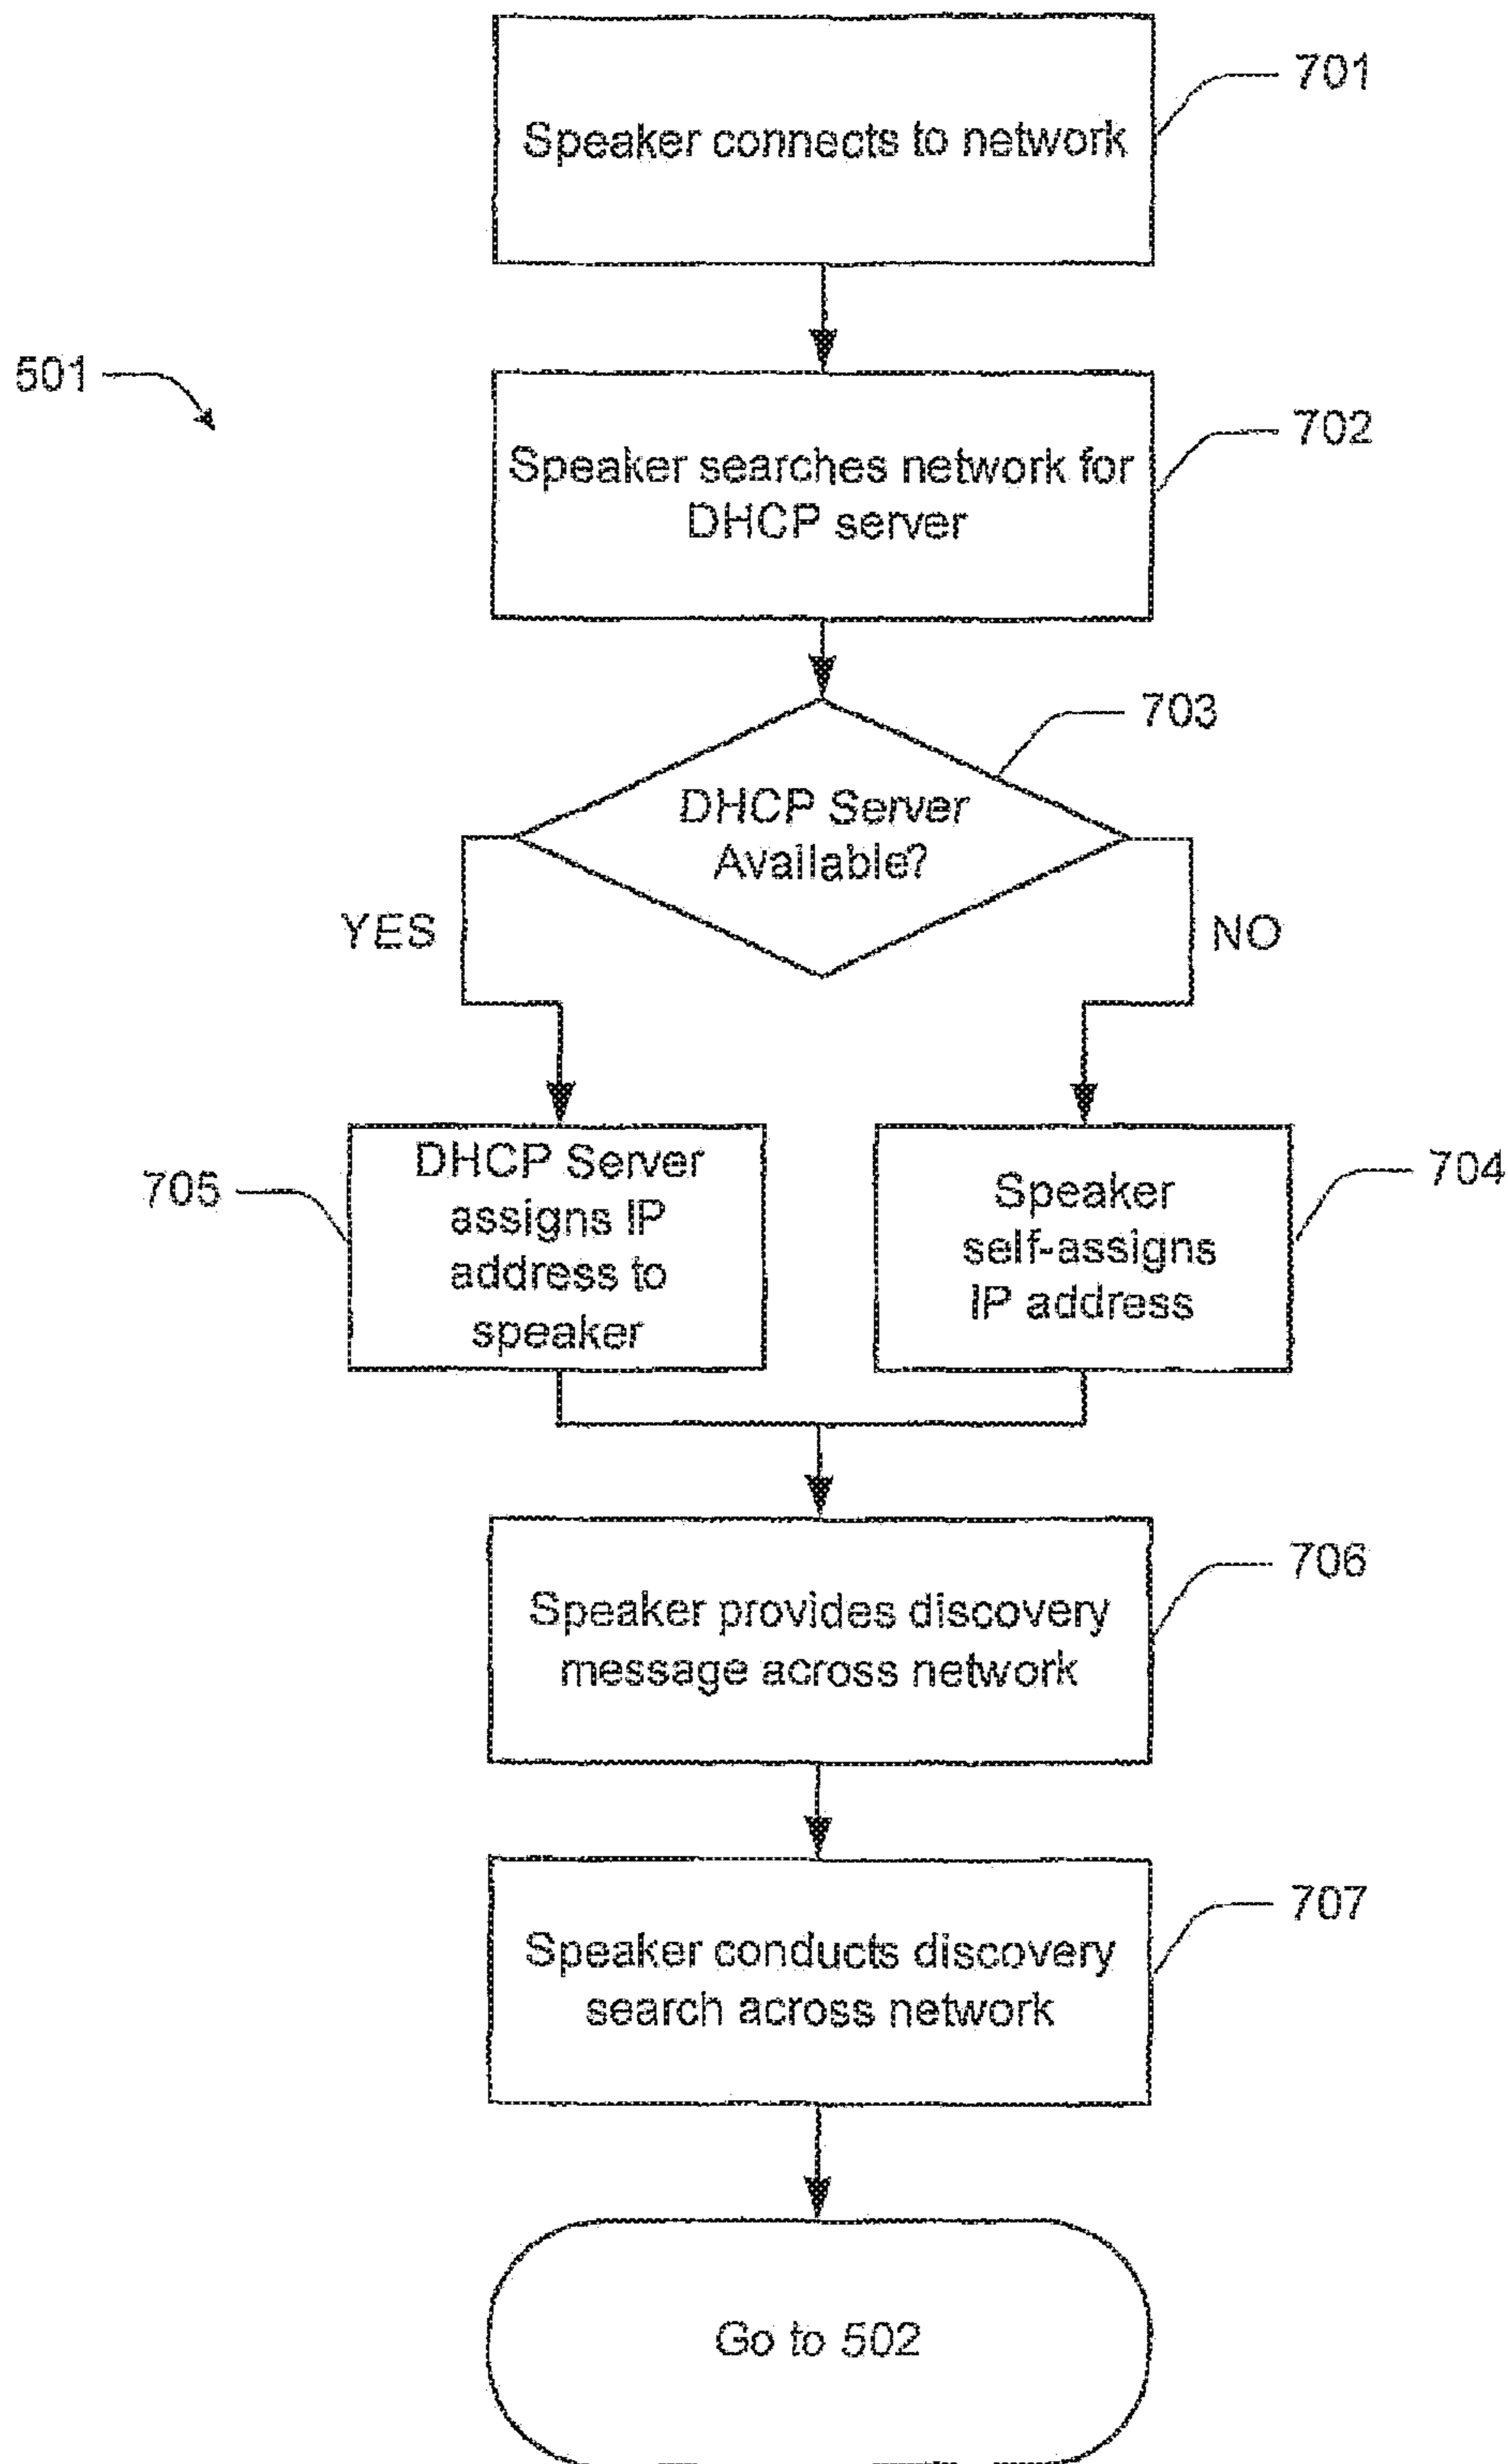 701
Speaker connects to network
501
702
Speaker searches network for
DHCP server
703
DHCP Server
Available?
YES
NO
705
DHCP Server
assigns IP
address to
speaker
704
Speaker
self-assigns
IP address
706
Speaker provides discovery
message across network
707
Speaker conducts discovery
search across network
Go to 502